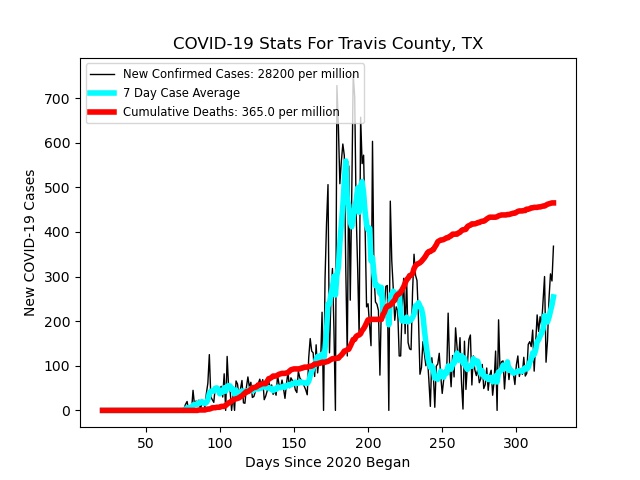 COVID-19 Stats For Travis County, TX
New Confirmed Cases: 28200 per million
7 Day Case Average
Cumulative Deaths: 365.0 per million
New COVID-19 Cases
700
600
500
400
300
200
100
0
50 100 150 200 250 300
Days Since 2020 Began